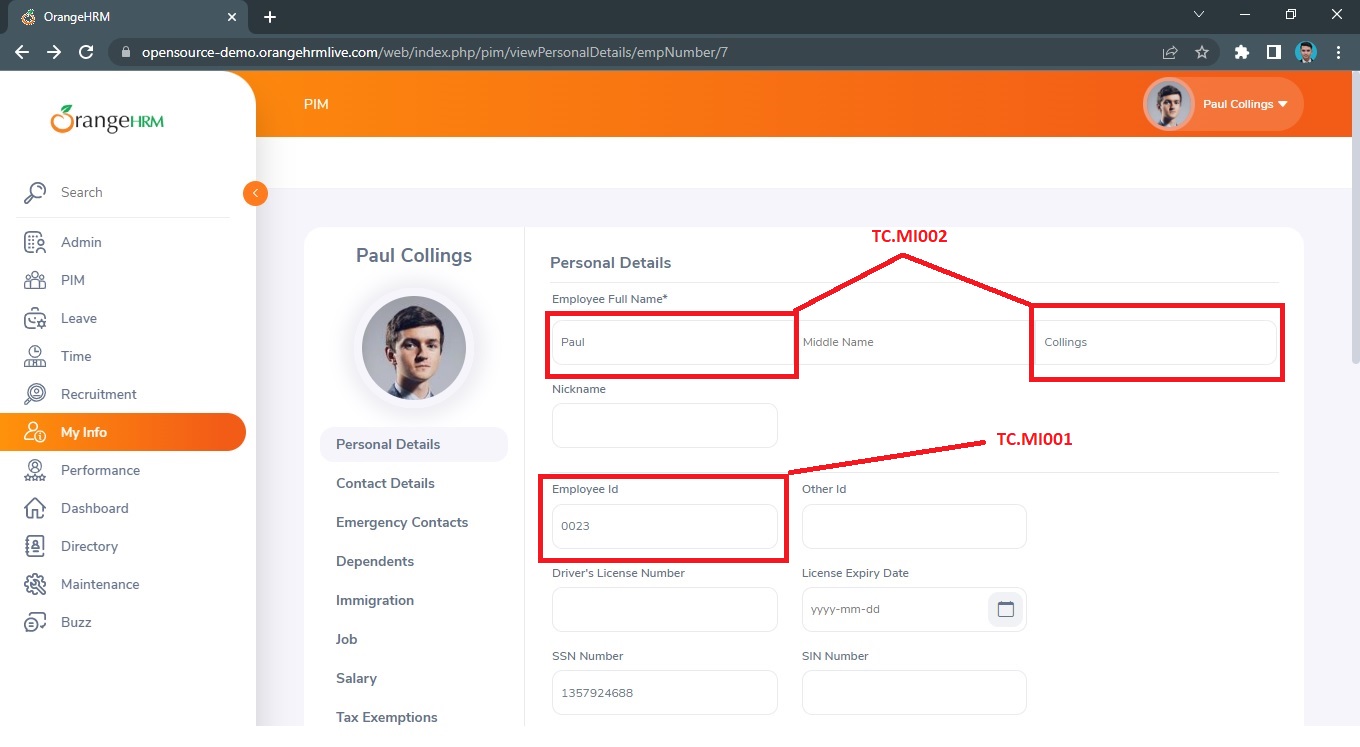 OrangeHRM
opensource-demo.orangehrmlive.com/web/index.php/pim/viewPersonalDetails/empNumber/7
OrangeHRM
PIM
Paul Collings
Search
Admin
PIM
Leave
Time
Recruitment
My Info
Performance
Dashboard
Directory
Maintenance
Buzz
Paul Collings
Personal Details
Contact Details
Emergency Contacts
Dependents
Immigration
Job
Salary
Tax Exemptions
TC.MI002
Personal Details
Employee Full Name*
Paul
Middle Name
Collings
Nickname
TC.MI001
Employee Id
Other Id
0023
Driver's License Number
License Expiry Date
yyyy-mm-dd
SSN Number
SIN Number
1357924688